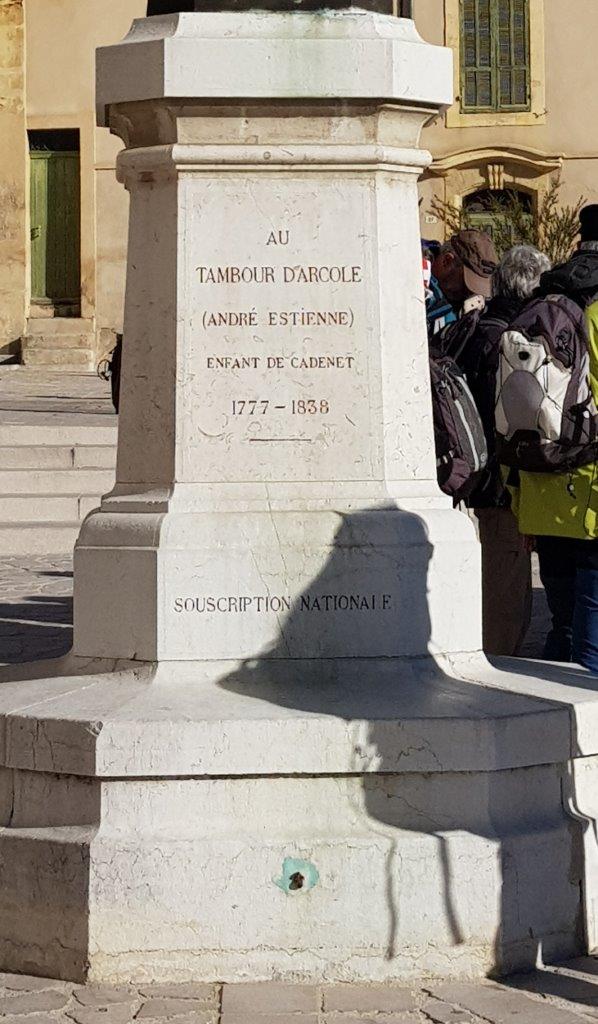 AU
TAMBOUR D'ARCOLE
(ANDRÉ ESTIENNE)
ENFANT DE CADENET
1777 – 1838
SOUSCRIPTION NATIONALE